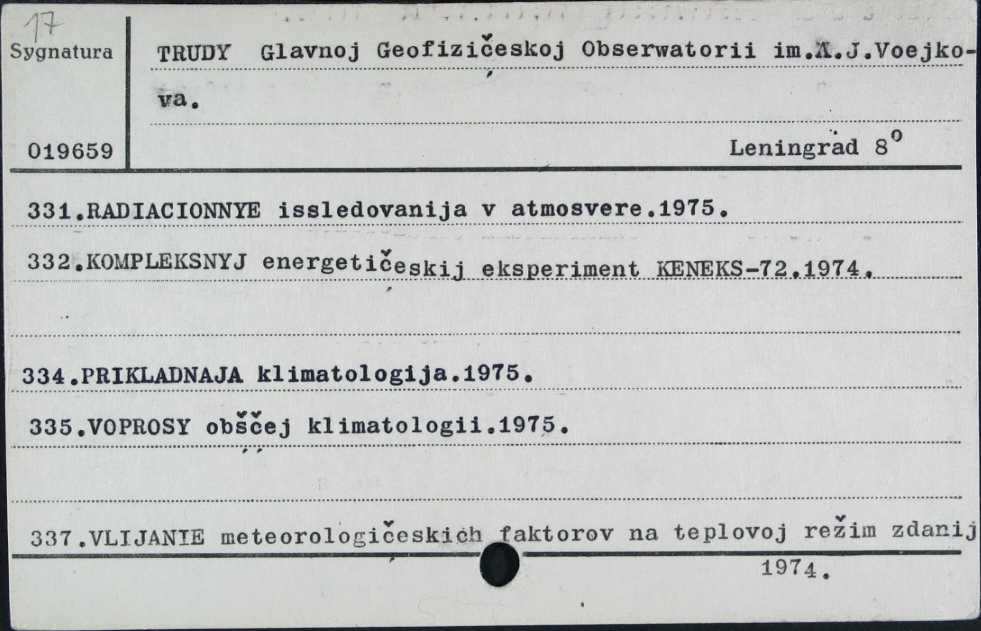 17
Sygnatura
TRUDY Glavnoj Geofizičeskoj Obserwatorii im.A.J.Voejko-
va.
019659
Leningrad 8⁰
331.RADIACIONNYE issledovanija v atmosvere.1975.
332.KOMPLEKSNYJ energetičeskij eksperiment KENEKS-72.1974.
334.PRIKLADNAJA klimatologija.1975.
335.VOPROSY obščej klimatologii.1975.
337.VLIJANIE meteorologičeskich faktorov na teplovoj režim zdanij
1974.